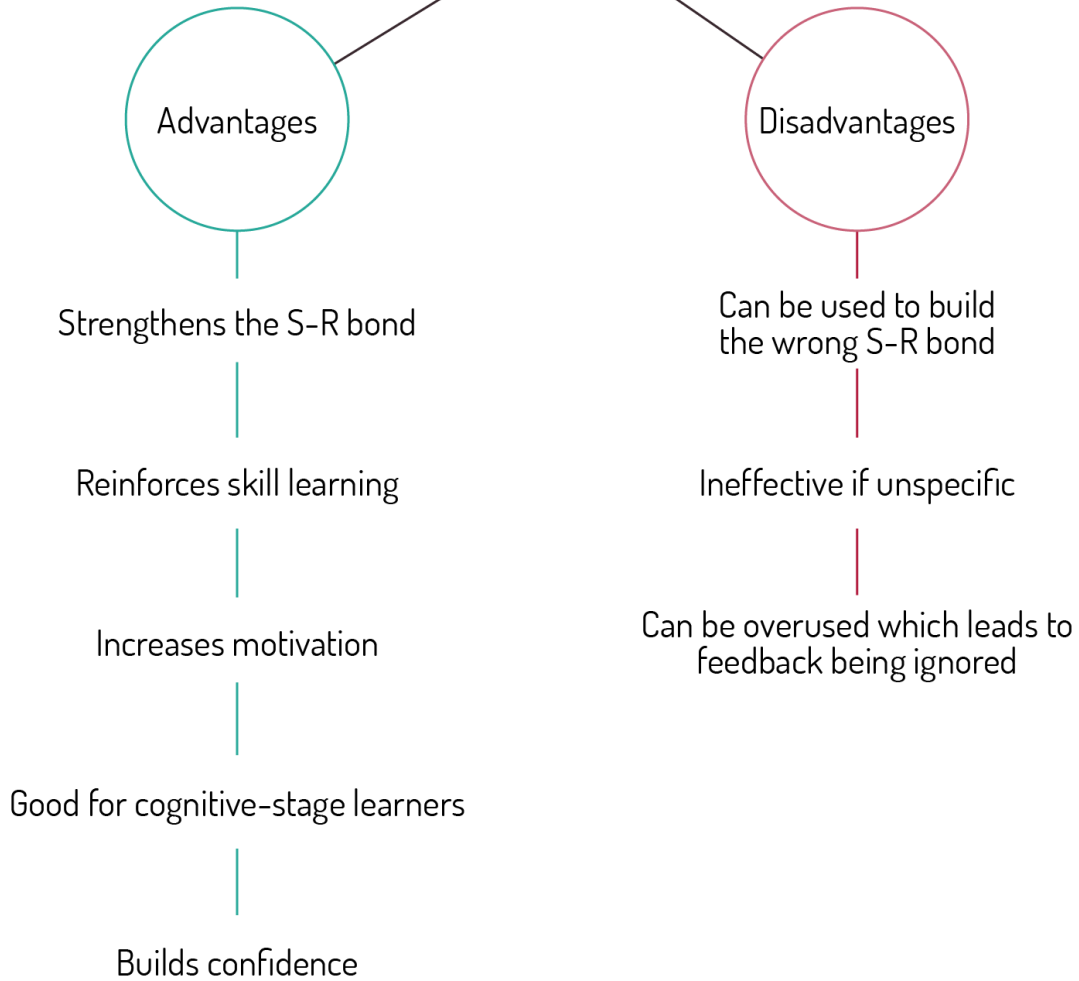 Advantages
Strengthens the S-R bond
Reinforces skill learning
Increases motivation
Good for cognitive-stage learners
Builds confidence
Disadvantages
Can be used to build
the wrong S-R bond
Ineffective if unspecific
Can be overused which leads to
feedback being ignored